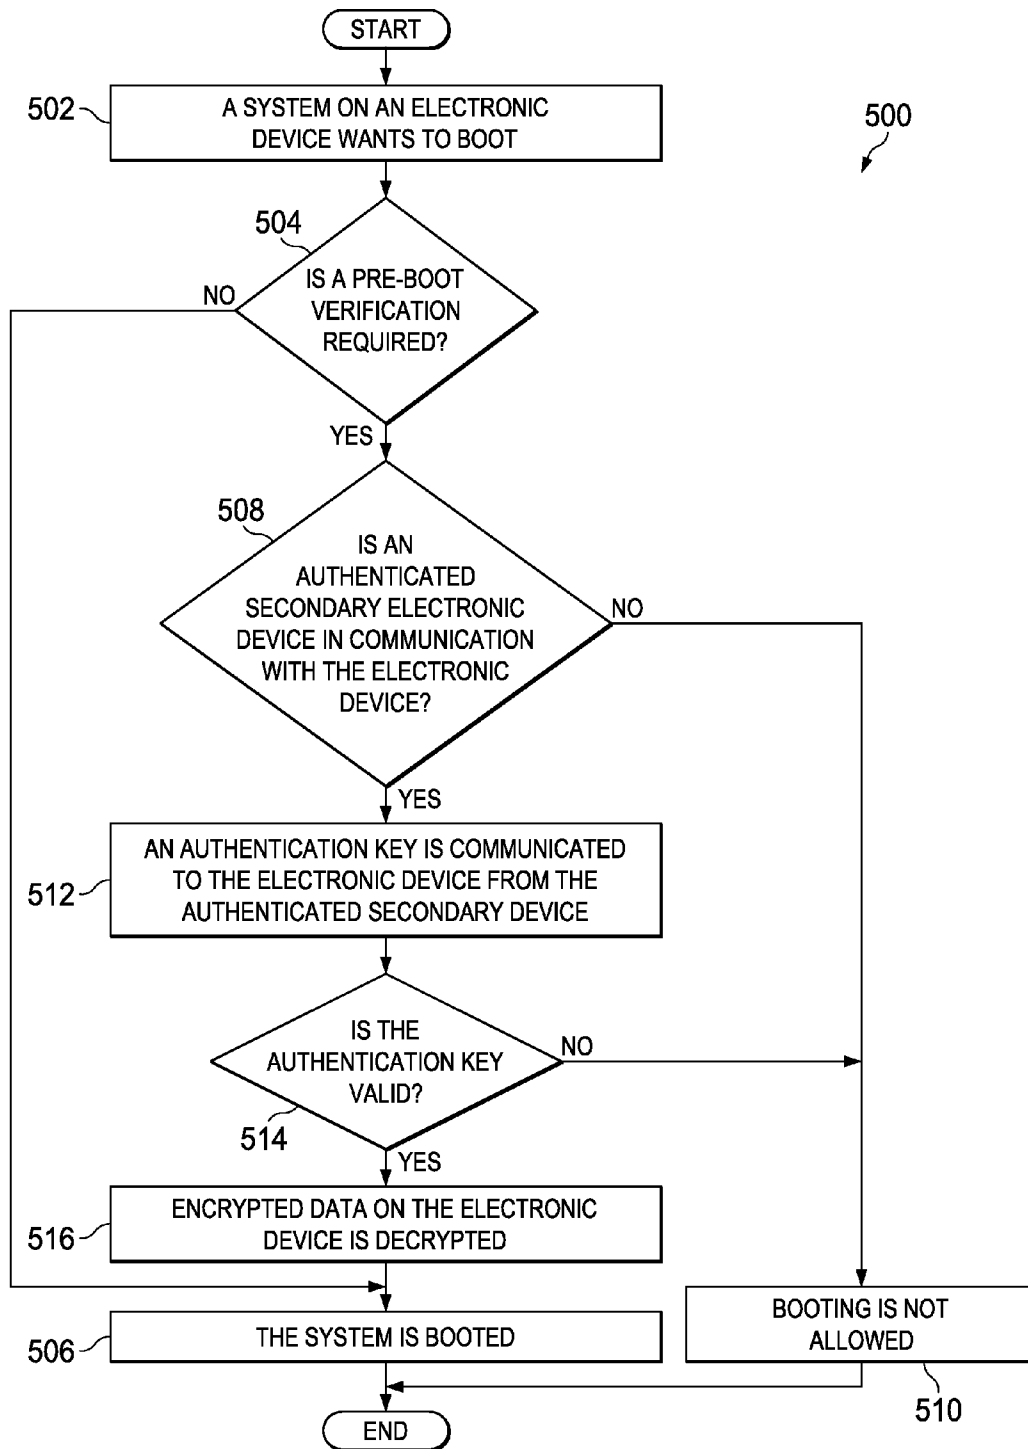 START
502
A SYSTEM ON AN ELECTRONIC
DEVICE WANTS TO BOOT
500
504
IS A PRE-BOOT
VERIFICATION
REQUIRED?
NO
YES
508
IS AN
AUTHENTICATED
SECONDARY ELECTRONIC
DEVICE IN COMMUNICATION
WITH THE ELECTRONIC
DEVICE?
NO
YES
512
AN AUTHENTICATION KEY IS COMMUNICATED
TO THE ELECTRONIC DEVICE FROM THE
AUTHENTICATED SECONDARY DEVICE
IS THE
AUTHENTICATION KEY
VALID?
NO
514
YES
516
ENCRYPTED DATA ON THE ELECTRONIC
DEVICE IS DECRYPTED
506
THE SYSTEM IS BOOTED
BOOTING IS NOT
ALLOWED
510
END